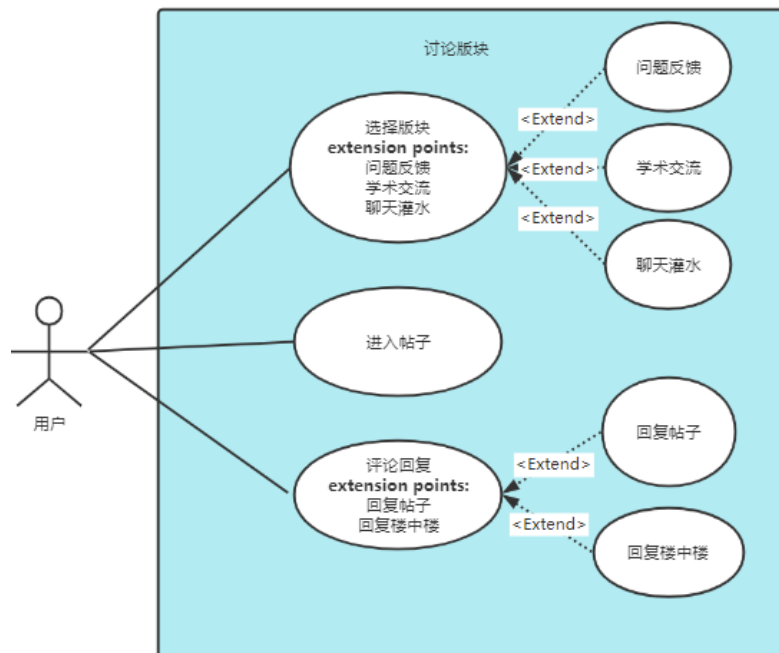 讨论版块
问题反馈
选择版块
extension points:
问题反馈
学术交流
聊天灌水
<Extend>
<Extend>
学术交流
<Extend>
聊天灌水
进入帖子
用户
回复帖子
评论回复
extension points:
回复帖子
回复楼中楼
<Extend>
<Extend>
回复楼中楼